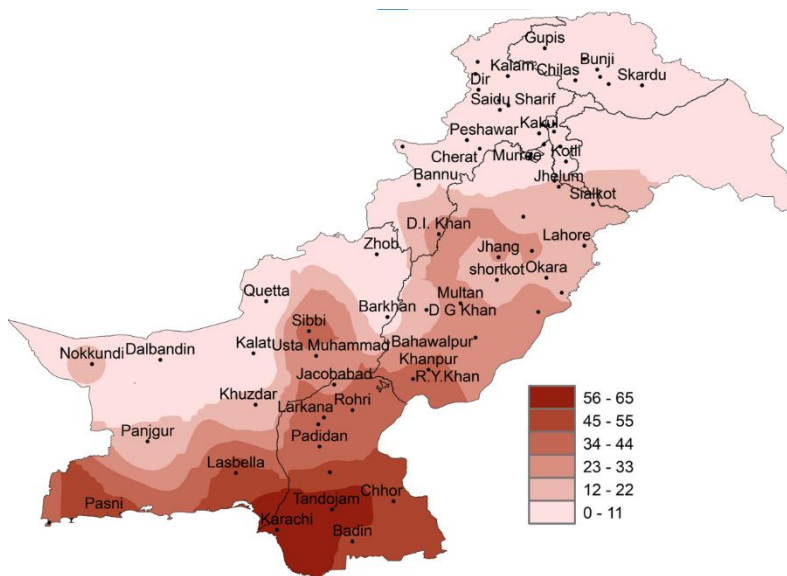 Gupis
Bunji
Kalam
Chilas
Skardu
Dir
Saidu Sharif
Kakul
Peshawar
Cherat
Murree
Kotli
Bannu
Jhelum
Sialkot
D.I. Khan
Zhob
Jhang
Lahore
shortkot
Okara
Quetta
Multan
Barkhan
D G Khan
Sibbi
Nokkundi
Dalbandin
Kalat
Usta Muhammad
Bahawalpur
Khanpur
Jacobabad
R.Y.Khan
Khuzdar
Larkana
Rohri
Panjgur
Padidan
Lasbella
Pasni
Tandojam
Chhor
Karachi
Badin
56 - 65
45 - 55
34 - 44
23 - 33
12 - 22
0 - 11